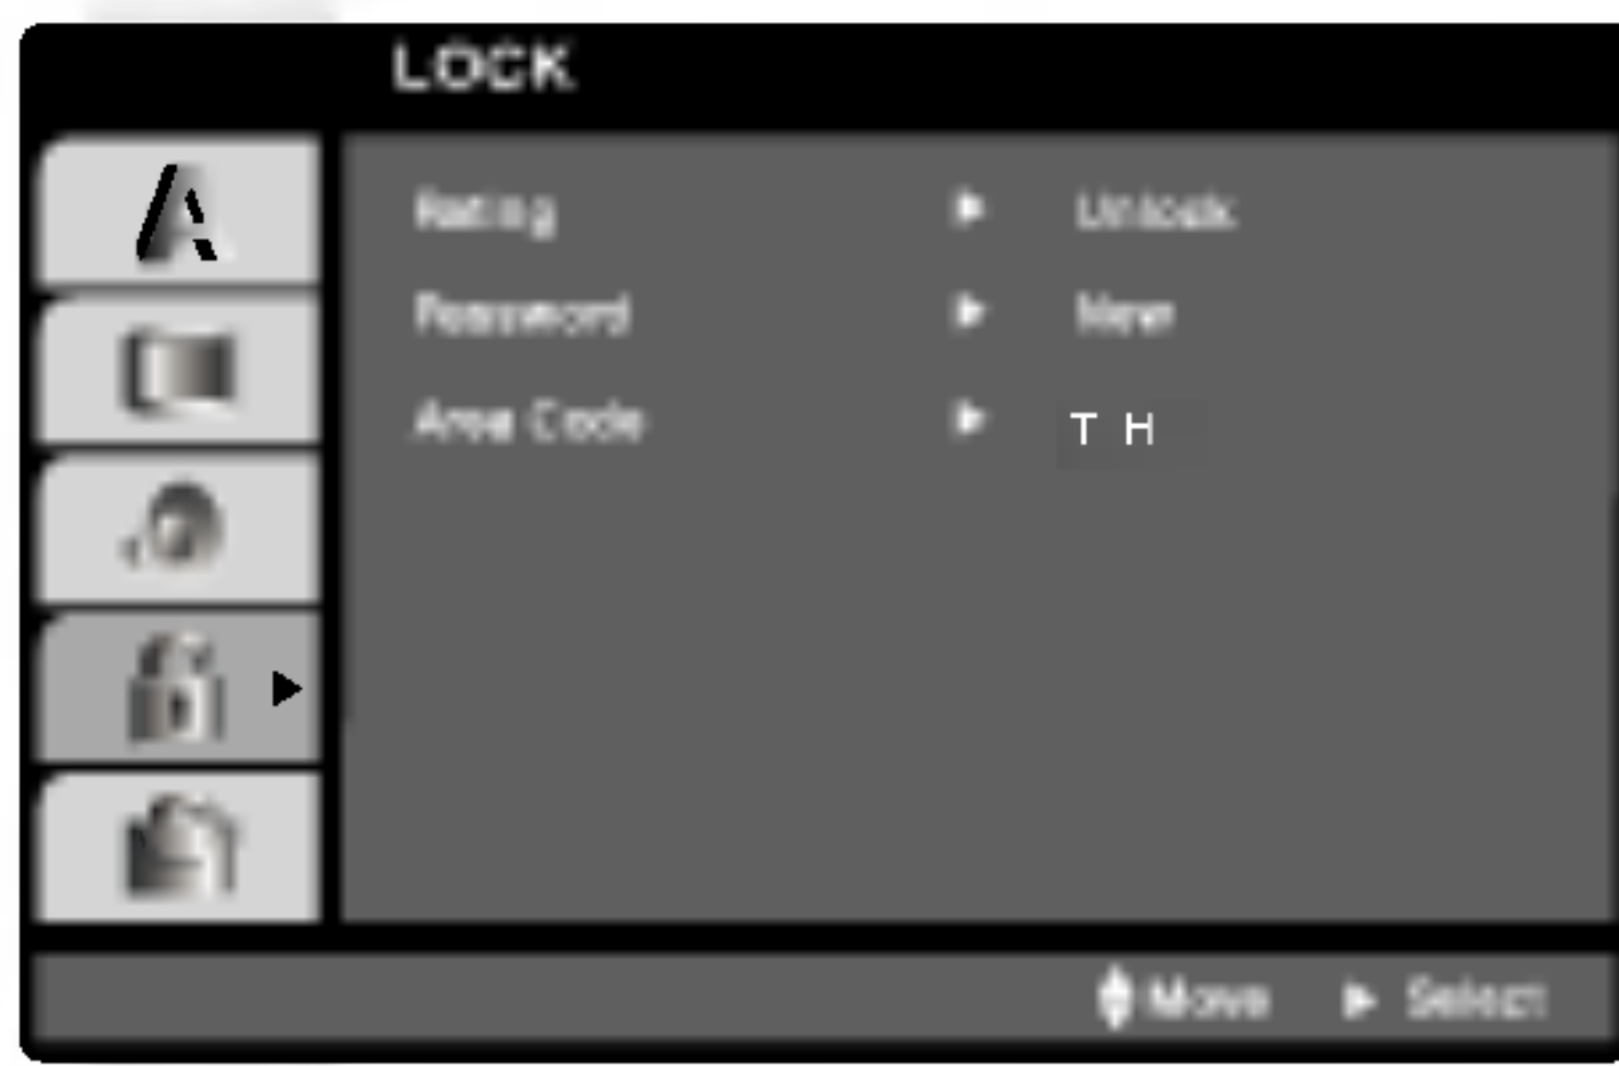 LOCK
Rating ▶ Unlock
Password ▶ New
Area Code ▶ T H
Move ▶ Select